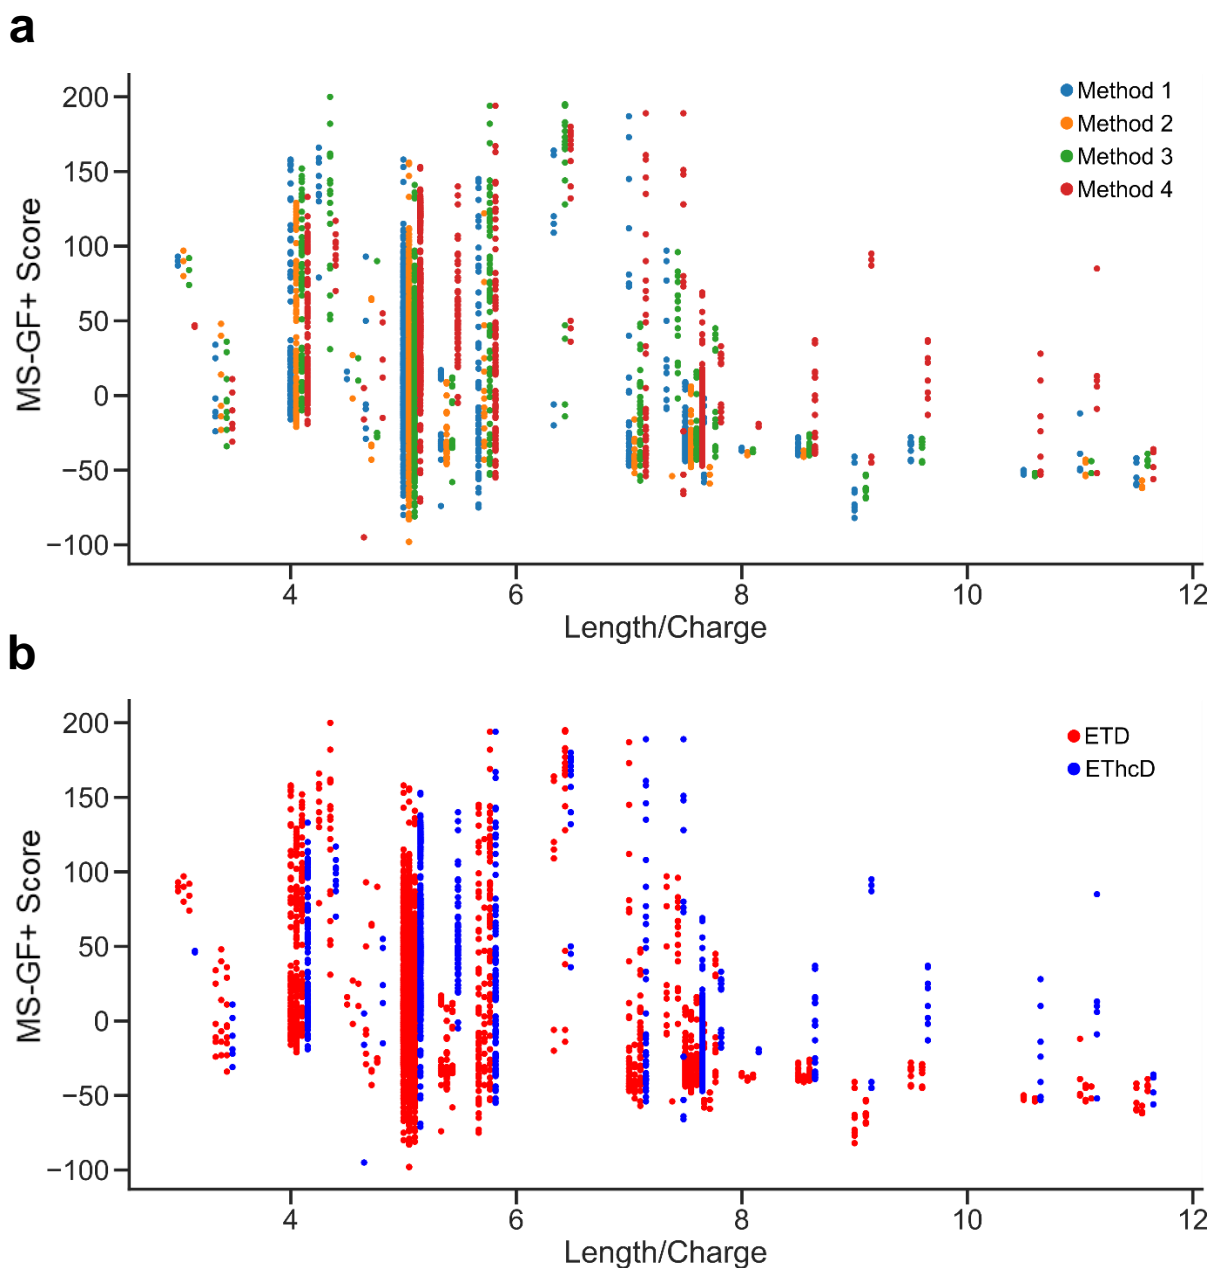 a
MS-GF+ Score
200
150
100
50
0
−50
−100
4
6
8
10
12
Length/Charge
Method 1
Method 2
Method 3
Method 4
b
MS-GF+ Score
200
150
100
50
0
−50
−100
4
6
8
10
12
Length/Charge
ETD
EThcD